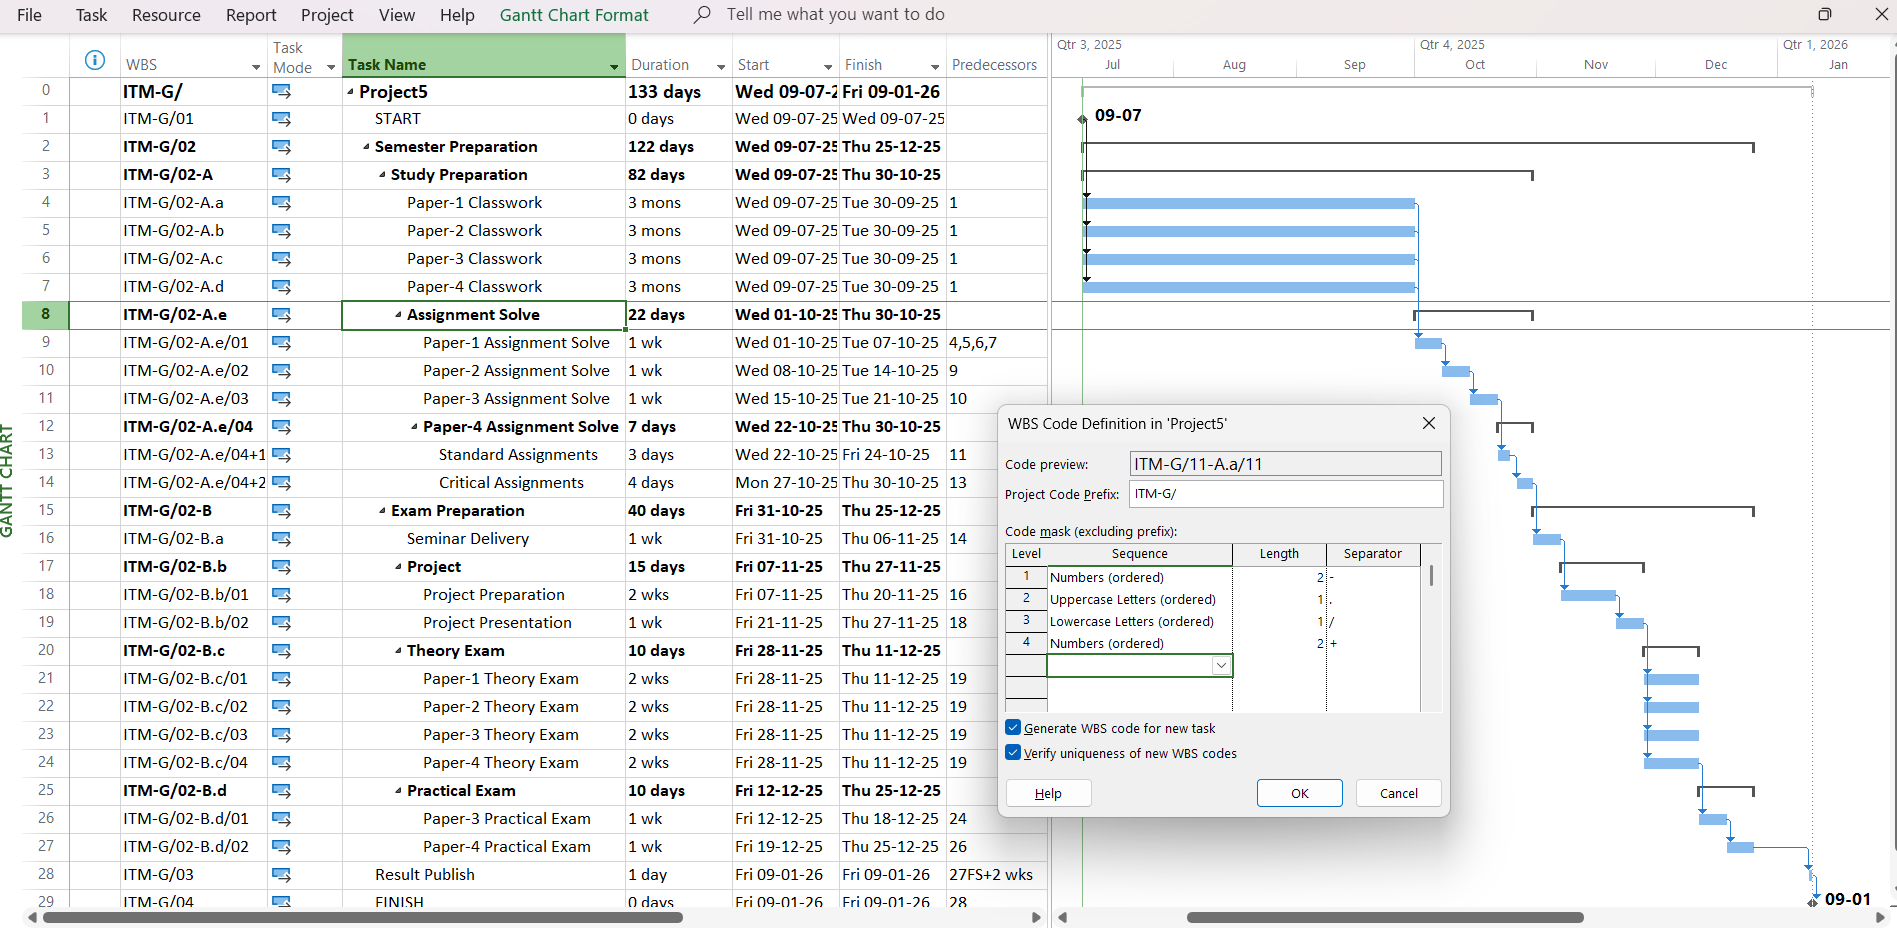 File Task Resource Report Project View Help Gantt Chart Format Tell me what you want to do
WBS Task Mode Task Name Duration Start Finish Predecessors
0 ITM-G/ Project5 133 days Wed 09-07-2 Fri 09-01-26
1 ITM-G/01 START 0 days Wed 09-07-25 Wed 09-07-25
2 ITM-G/02 Semester Preparation 122 days Wed 09-07-25 Thu 25-12-25
3 ITM-G/02-A Study Preparation 82 days Wed 09-07-25 Thu 30-10-25
4 ITM-G/02-A.a Paper-1 Classwork 3 mons Wed 09-07-25 Tue 30-09-25 1
5 ITM-G/02-A.b Paper-2 Classwork 3 mons Wed 09-07-25 Tue 30-09-25 1
6 ITM-G/02-A.c Paper-3 Classwork 3 mons Wed 09-07-25 Tue 30-09-25 1
7 ITM-G/02-A.d Paper-4 Classwork 3 mons Wed 09-07-25 Tue 30-09-25 1
8 ITM-G/02-A.e Assignment Solve 22 days Wed 01-10-25 Thu 30-10-25
9 ITM-G/02-A.e/01 Paper-1 Assignment Solve 1 wk Wed 01-10-25 Tue 07-10-25 4,5,6,7
10 ITM-G/02-A.e/02 Paper-2 Assignment Solve 1 wk Wed 08-10-25 Tue 14-10-25 9
11 ITM-G/02-A.e/03 Paper-3 Assignment Solve 1 wk Wed 15-10-25 Tue 21-10-25 10
12 ITM-G/02-A.e/04 Paper-4 Assignment Solve 7 days Wed 22-10-25 Thu 30-10-25
13 ITM-G/02-A.e/04+1 Standard Assignments 3 days Wed 22-10-25 Fri 24-10-25 11
14 ITM-G/02-A.e/04+2 Critical Assignments 4 days Mon 27-10-25 Thu 30-10-25 13
15 ITM-G/02-B Exam Preparation 40 days Fri 31-10-25 Thu 25-12-25
16 ITM-G/02-B.a Seminar Delivery 1 wk Fri 31-10-25 Thu 06-11-25 14
17 ITM-G/02-B.b Project 15 days Fri 07-11-25 Thu 27-11-25
18 ITM-G/02-B.b/01 Project Preparation 2 wks Fri 07-11-25 Thu 20-11-25 16
19 ITM-G/02-B.b/02 Project Presentation 1 wk Fri 21-11-25 Thu 27-11-25 18
20 ITM-G/02-B.c Theory Exam 10 days Fri 28-11-25 Thu 11-12-25
21 ITM-G/02-B.c/01 Paper-1 Theory Exam 2 wks Fri 28-11-25 Thu 11-12-25 19
22 ITM-G/02-B.c/02 Paper-2 Theory Exam 2 wks Fri 28-11-25 Thu 11-12-25 19
23 ITM-G/02-B.c/03 Paper-3 Theory Exam 2 wks Fri 28-11-25 Thu 11-12-25 19
24 ITM-G/02-B.c/04 Paper-4 Theory Exam 2 wks Fri 28-11-25 Thu 11-12-25 19
25 ITM-G/02-B.d Practical Exam 10 days Fri 12-12-25 Thu 25-12-25
26 ITM-G/02-B.d/01 Paper-3 Practical Exam 1 wk Fri 12-12-25 Thu 18-12-25 24
27 ITM-G/02-B.d/02 Paper-4 Practical Exam 1 wk Fri 19-12-25 Thu 25-12-25 26
28 ITM-G/03 Result Publish 1 day Fri 09-01-26 Fri 09-01-26 27FS+2 wks
29 ITM-G/04 FINISH 0 days Fri 09-01-26 Fri 09-01-26 28
GANTT CHART
Qtr 3, 2025 Qtr 4, 2025 Qtr 1, 2026
Jul Aug Sep Oct Nov Dec Jan
09-07
09-01
WBS Code Definition in 'Project5'
Code preview: ITM-G/11-A.a/11
Project Code Prefix: ITM-G/
Code mask (excluding prefix):
Level Sequence Length Separator
1 Numbers (ordered) 2 -
2 Uppercase Letters (ordered) 1 .
3 Lowercase Letters (ordered) 1 /
4 Numbers (ordered) 2 +
Generate WBS code for new task
Verify uniqueness of new WBS codes
Help OK Cancel